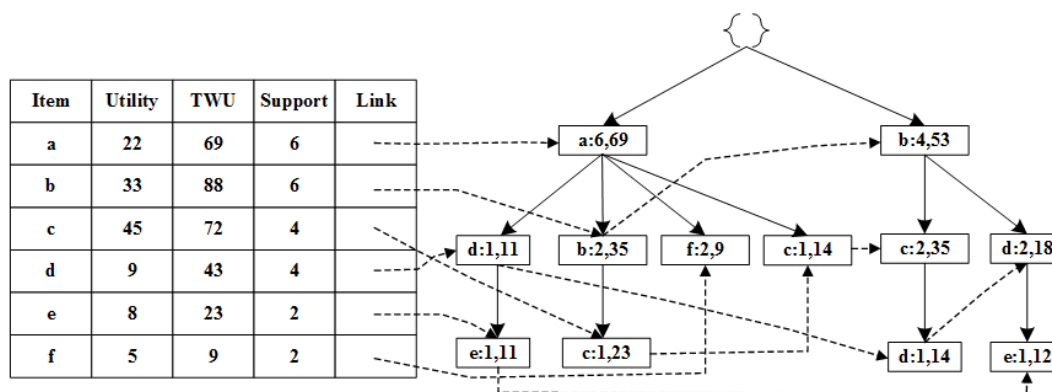 { }
Item Utility TWU Support Link
a 22 69 6
b 33 88 6
c 45 72 4
d 9 43 4
e 8 23 2
f 5 9 2
a:6,69 b:4,53
d:1,11 b:2,35 f:2,9 c:1,14 c:2,35 d:2,18
e:1,11 c:1,23 d:1,14 e:1,12